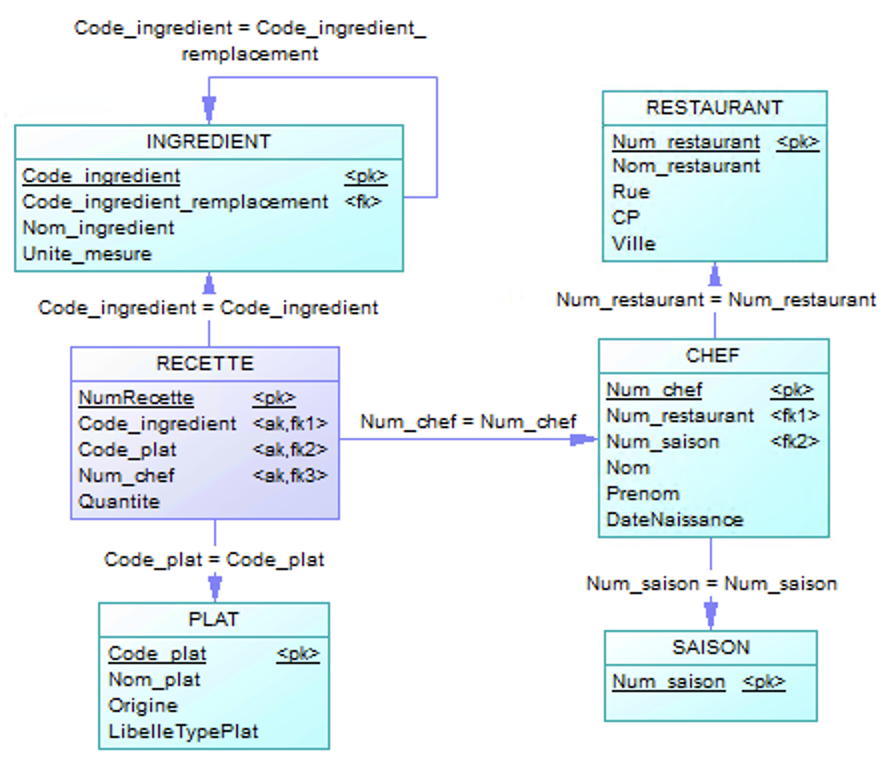 Code_ingredient = Code_ingredient_
remplacement
INGREDIENT
Code_ingredient <pk>
Code_ingredient_remplacement <fk>
Nom_ingredient
Unite_mesure
RESTAURANT
Num_restaurant <pk>
Nom_restaurant
Rue
CP
Ville
Code_ingredient = Code_ingredient
Num_restaurant = Num_restaurant
RECETTE
NumRecette <pk>
Code_ingredient <ak,fk1>
Code_plat <ak,fk2>
Num_chef <ak,fk3>
Quantite
Num_chef = Num_chef
CHEF
Num_chef <pk>
Num_restaurant <fk1>
Num_saison <fk2>
Nom
Prenom
DateNaissance
Code_plat = Code_plat
Num_saison = Num_saison
PLAT
Code_plat <pk>
Nom_plat
Origine
LibelleTypePlat
SAISON
Num_saison <pk>